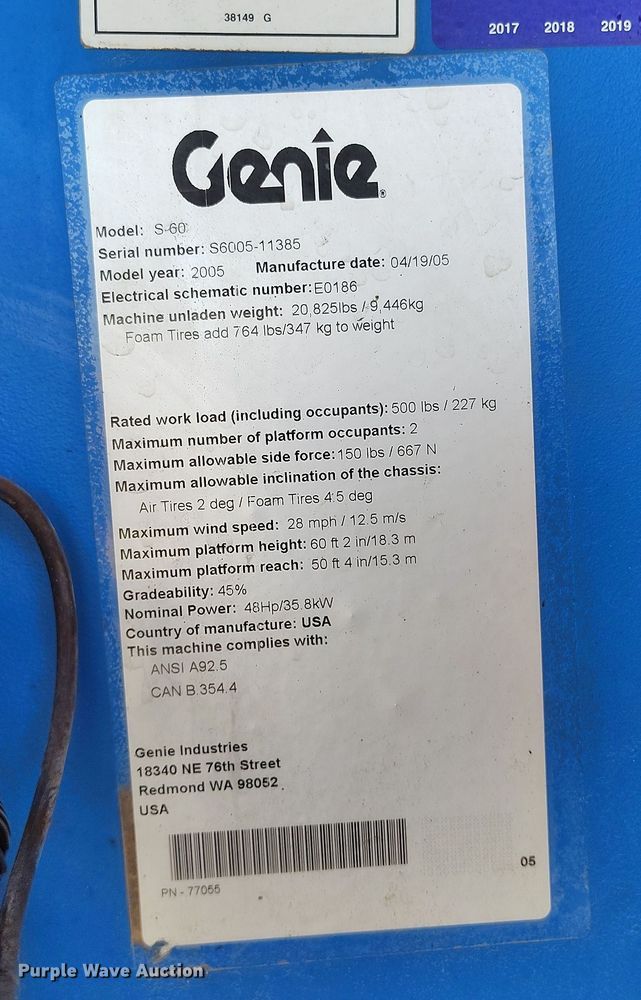 38149 G
2017 2018 2019
Genie
Model: S-60
Serial number: S6005-11385
Model year: 2005 Manufacture date: 04/19/05
Electrical schematic number: E0186
Machine unladen weight: 20,825lbs / 9,446kg
Foam Tires add 764 lbs/347 kg to weight
Rated work load (including occupants): 500 lbs / 227 kg
Maximum number of platform occupants: 2
Maximum allowable side force: 150 lbs / 667 N
Maximum allowable inclination of the chassis:
Air Tires 2 deg / Foam Tires 4.5 deg
Maximum wind speed: 28 mph / 12.5 m/s
Maximum platform height: 60 ft 2 in/18.3 m
Maximum platform reach: 50 ft 4 in/15.3 m
Gradeability: 45%
Nominal Power: 48Hp/35.8kW
Country of manufacture: USA
This machine complies with:
ANSI A92.5
CAN B.354.4
Genie Industries
18340 NE 76th Street
Redmond WA 98052
USA
05
PN - 77055
Purple Wave Auction